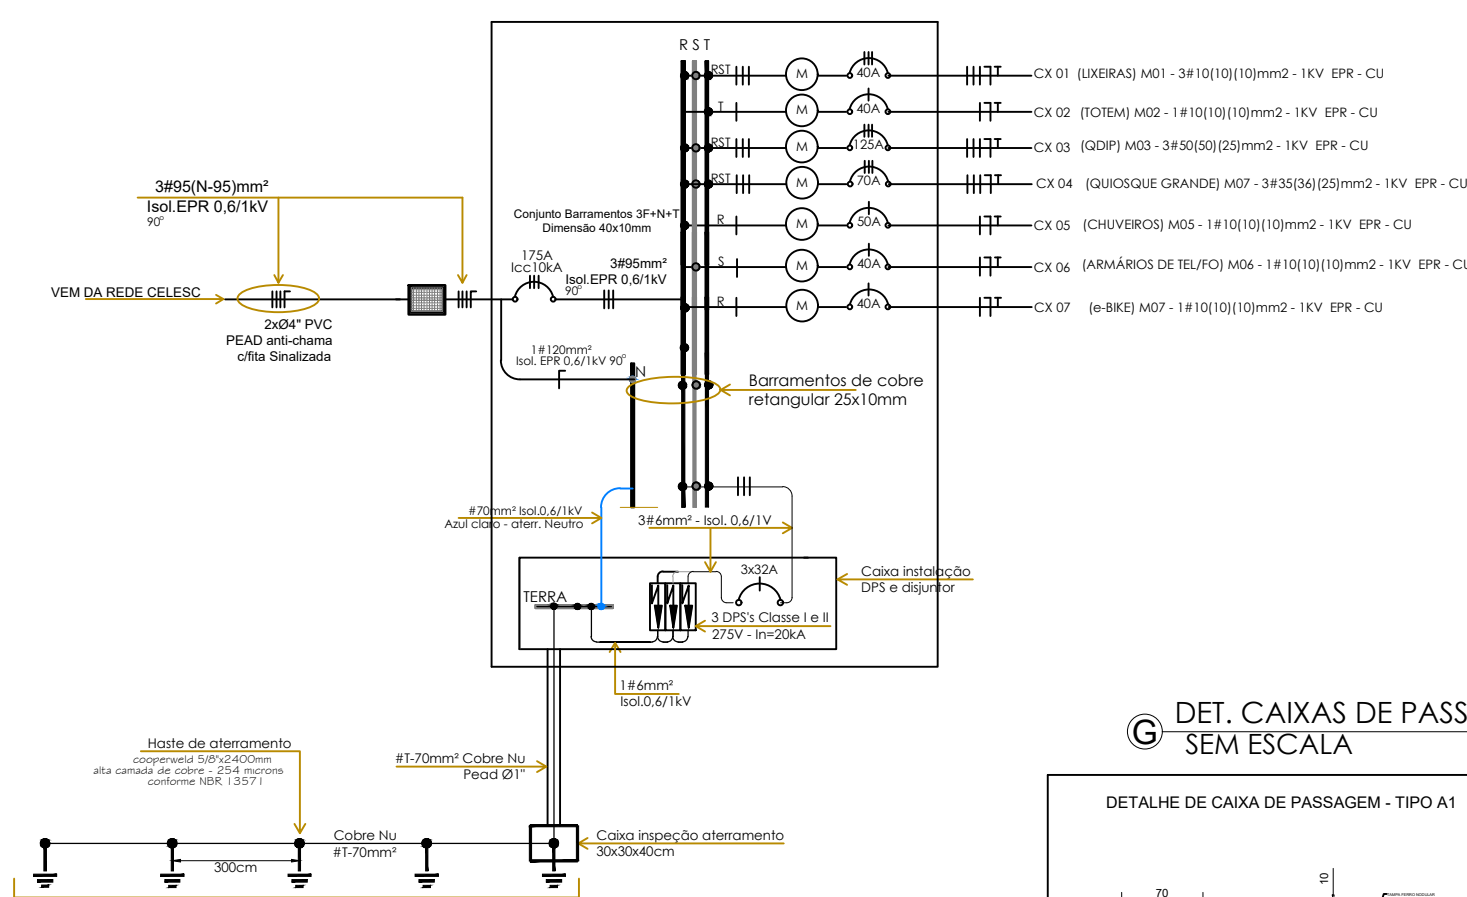 R S T
RST
M
40A
CX 01 (LIXEIRAS) M01 - 3#10(10)(10)mm2 - 1KV EPR - CU
T
M
40A
CX 02 (TOTEM) M02 - 1#10(10)(10)mm2 - 1KV EPR - CU
RST
M
125A
CX 03 (QDIP) M03 - 3#50(50)(25)mm2 - 1KV EPR - CU
RST
M
70A
CX 04 (QUIOSQUE GRANDE) M07 - 3#35(36)(25)mm2 - 1KV EPR - CU
R
M
50A
CX 05 (CHUVEIROS) M05 - 1#10(10)(10)mm2 - 1KV EPR - CU
S
M
40A
CX 06 (ARMÁRIOS DE TEL/FO) M06 - 1#10(10)(10)mm2 - 1KV EPR - CU
R
M
40A
CX 07 (e-BIKE) M07 - 1#10(10)(10)mm2 - 1KV EPR - CU
3#95(N-95)mm²
Isol.EPR 0,6/1kV
90°
Conjunto Barramentos 3F+N+T
Dimensão 40x10mm
175A
Icc10kA
3#95mm²
Isol.EPR 0,6/1kV
90°
VEM DA REDE CELESC
2xØ4" PVC
PEAD anti-chama
c/fita Sinalizada
1#120mm²
Isol. EPR 0,6/1kV 90°
N
Barramentos de cobre
retangular 25x10mm
#70mm² Isol.0,6/1kV
Azul claro - aterr. Neutro
3#6mm² - Isol. 0,6/1V
3x32A
Caixa instalação
DPS e disjuntor
TERRA
3 DPS's Classe I e II
275V - In=20kA
1#6mm²
Isol.0,6/1kV
Haste de aterramento
cooperweld 5/8"x2400mm
alta camada de cobre - 254 microns
conforme NBR 13571
#T-70mm² Cobre Nu
Pead Ø1"
Cobre Nu
#T-70mm²
300cm
Caixa inspeção aterramento
30x30x40cm
G
DET. CAIXAS DE PASS
SEM ESCALA
DETALHE DE CAIXA DE PASSAGEM - TIPO A1
70
10